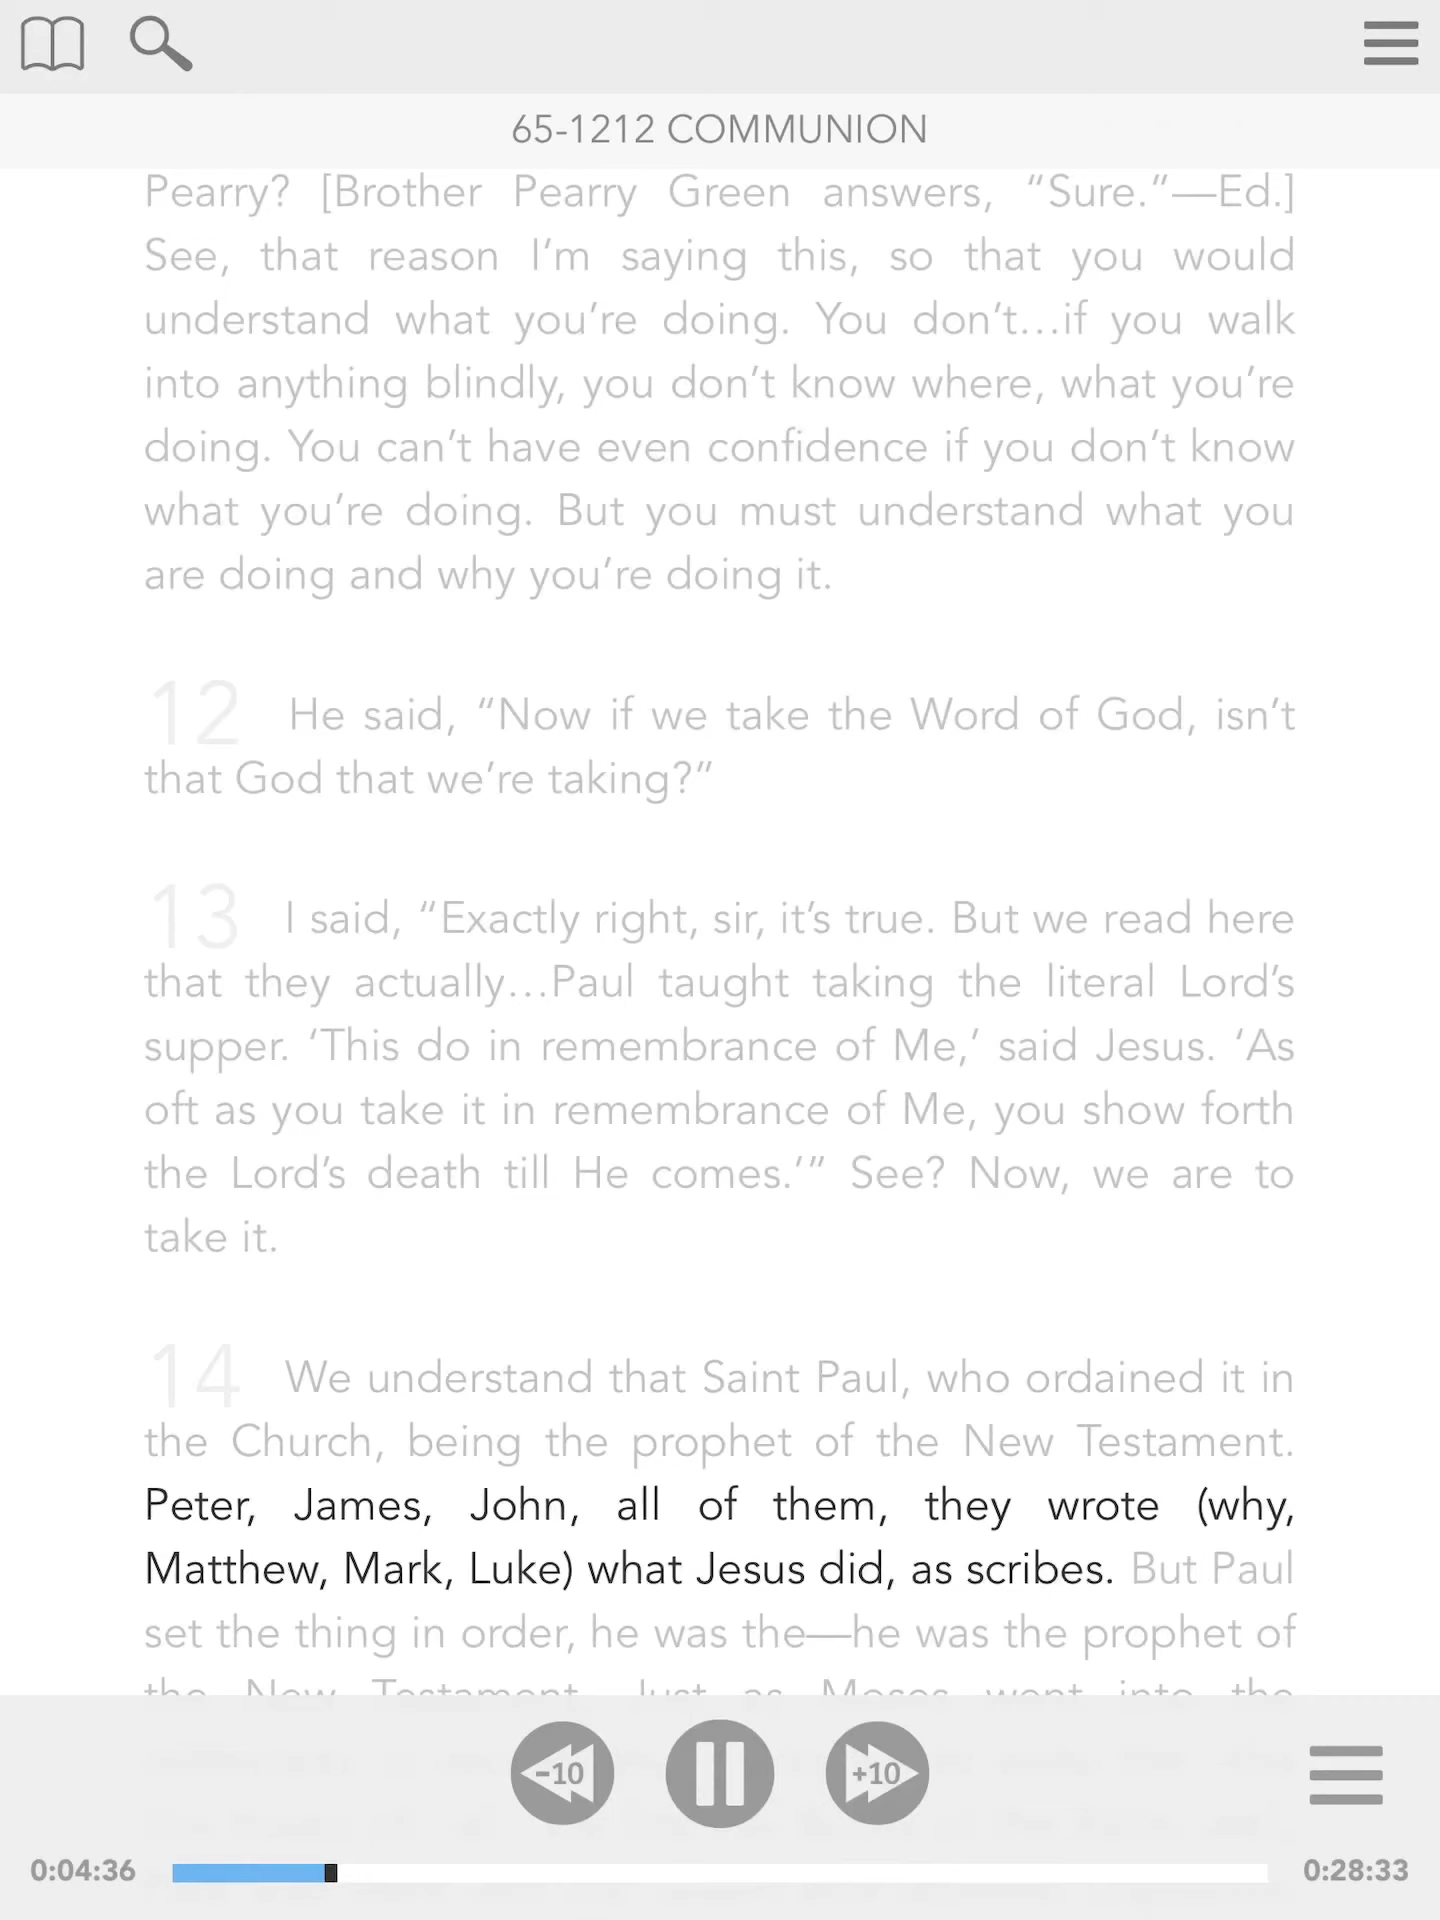 65-1212 COMMUNION
Pearry? [Brother Pearry Green answers, “Sure.”—Ed.]
See, that reason I’m saying this, so that you would
understand what you’re doing. You don’t…if you walk
into anything blindly, you don’t know where, what you’re
doing. You can’t have even confidence if you don’t know
what you’re doing. But you must understand what you
are doing and why you’re doing it.
12 He said, “Now if we take the Word of God, isn’t
that God that we’re taking?”
13 I said, “Exactly right, sir, it’s true. But we read here
that they actually…Paul taught taking the literal Lord’s
supper. ‘This do in remembrance of Me,’ said Jesus. ‘As
oft as you take it in remembrance of Me, you show forth
the Lord’s death till He comes.’” See? Now, we are to
take it.
14 We understand that Saint Paul, who ordained it in
the Church, being the prophet of the New Testament.
Peter, James, John, all of them, they wrote (why,
Matthew, Mark, Luke) what Jesus did, as scribes. But Paul
set the thing in order, he was the—he was the prophet of
the New Testament. Just as Moses went into the
-10 +10
0:04:36 0:28:33